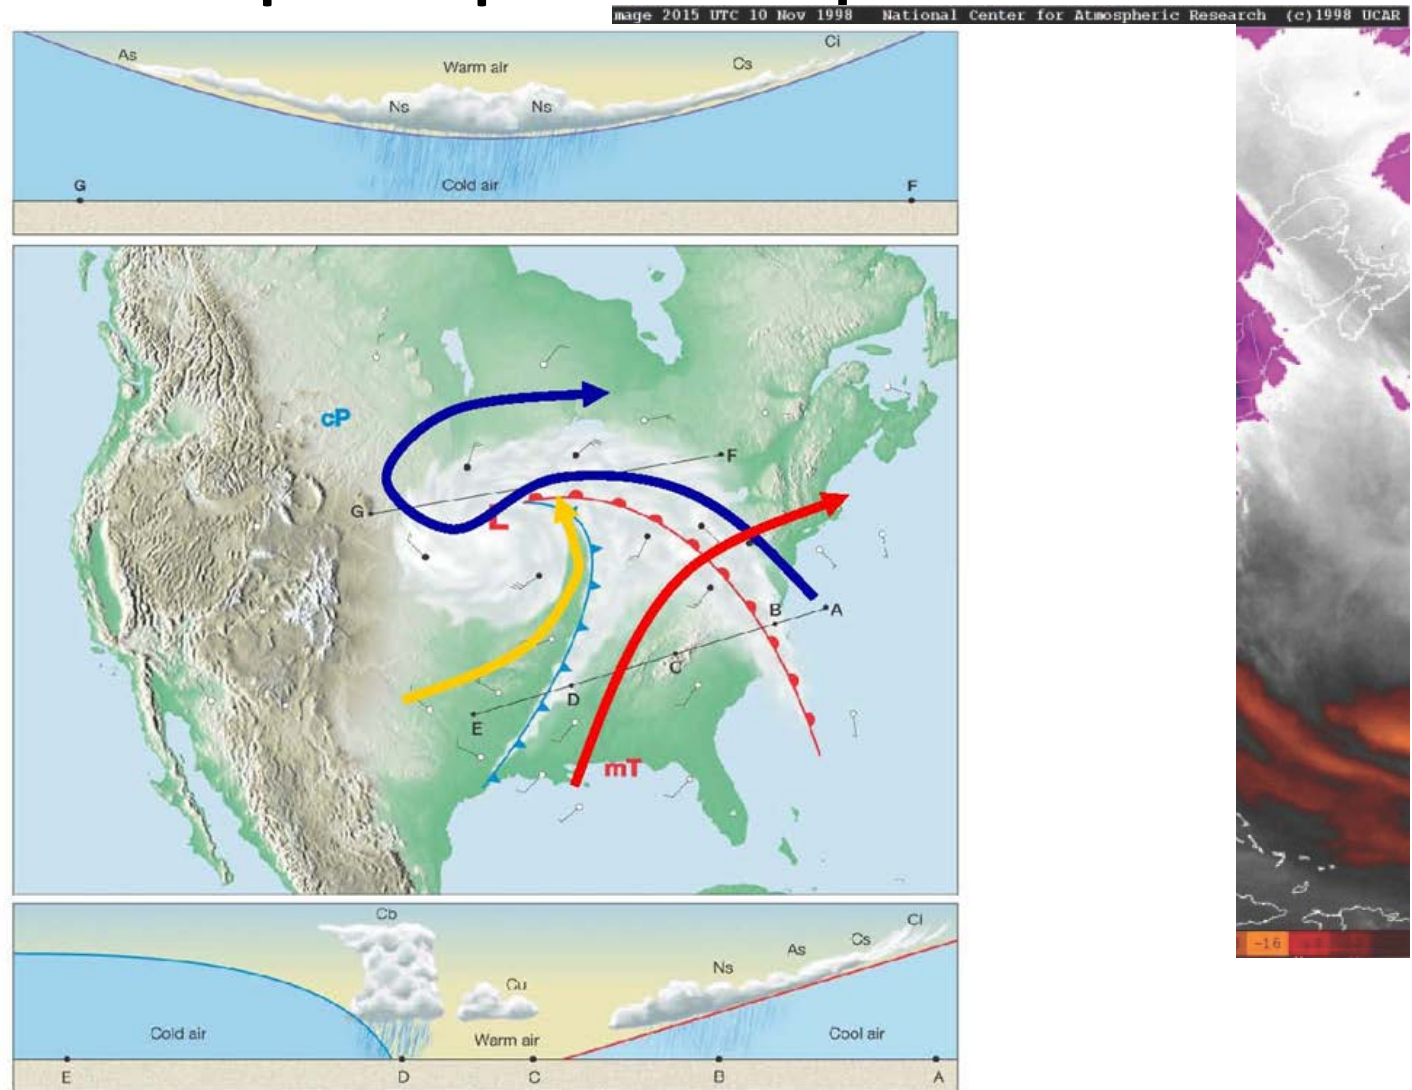 mage 2015 UTC 10 Nov 1998 National Center for Atmospheric Research (c)1998 UCAR
As
Warm air
Cs
Ci
Ns
Ns
G
Cold air
F
cP
F
G
L
B
A
C
D
E
mT
Cb
Cu
Ns
As
Cs
Ci
Cold air
Warm air
Cool air
E
D
C
B
A
-16